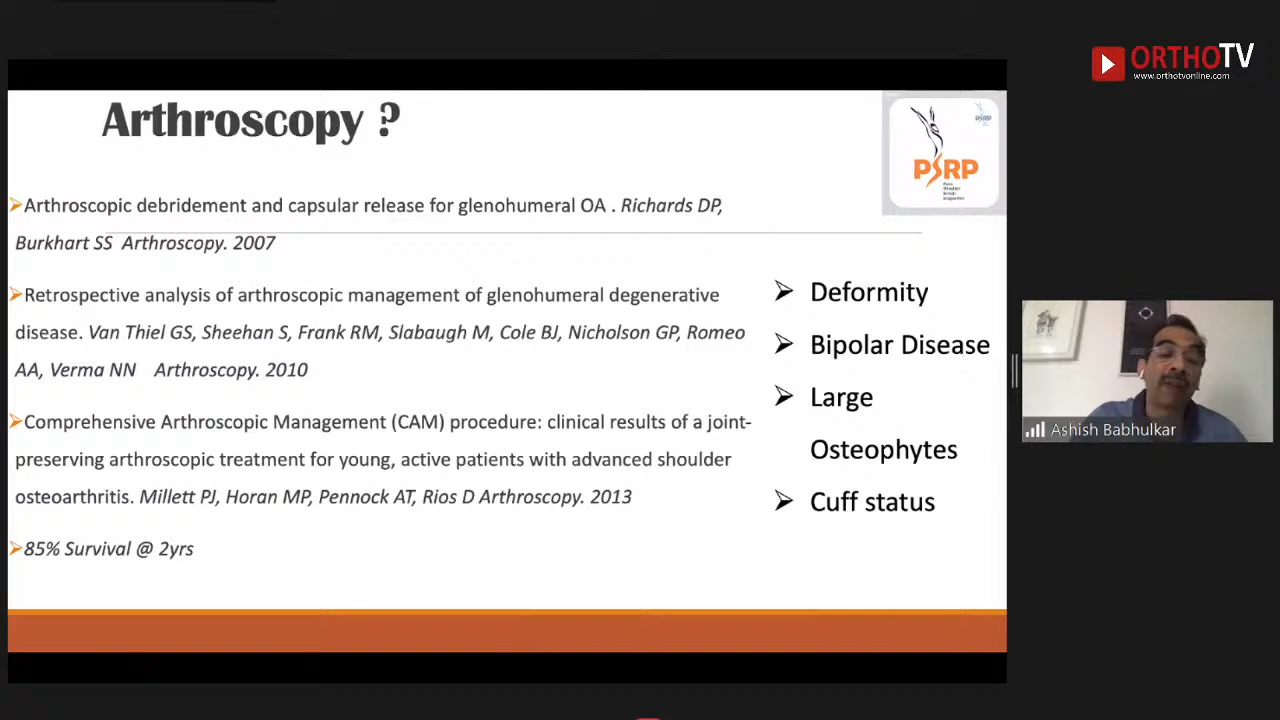 ORTHOTV
www.orthotvonline.com
Arthroscopy ?
PSRP
PSRP
➢Arthroscopic debridement and capsular release for glenohumeral OA . Richards DP,
Burkhart SS Arthroscopy. 2007
➢Retrospective analysis of arthroscopic management of glenohumeral degenerative
disease. Van Thiel GS, Sheehan S, Frank RM, Slabaugh M, Cole BJ, Nicholson GP, Romeo
AA, Verma NN Arthroscopy. 2010
➢Comprehensive Arthroscopic Management (CAM) procedure: clinical results of a joint-
preserving arthroscopic treatment for young, active patients with advanced shoulder
osteoarthritis. Millett PJ, Horan MP, Pennock AT, Rios D Arthroscopy. 2013
➢85% Survival @ 2yrs
➢ Deformity
➢ Bipolar Disease
➢ Large
Osteophytes
➢ Cuff status
Ashish Babhulkar